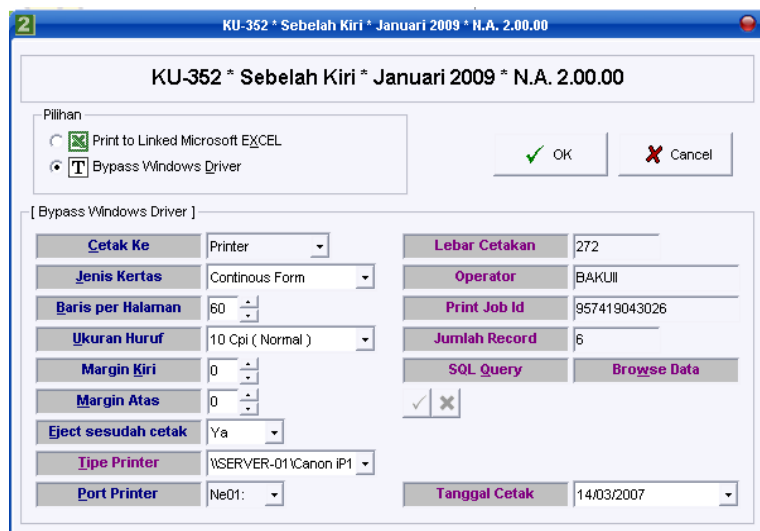 2 KU-352 * Sebelah Kiri * Januari 2009 * N.A. 2.00.00
KU-352 * Sebelah Kiri * Januari 2009 * N.A. 2.00.00
Pilihan
Print to Linked Microsoft EXCEL
T Bypass Windows Driver
OK
Cancel
[ Bypass Windows Driver ]
Cetak Ke Printer
Lebar Cetakan 272
Jenis Kertas Continous Form
Operator BAKUII
Baris per Halaman 60
Print Job Id 957419043026
Ukuran Huruf 10 Cpi ( Normal )
Jumlah Record 6
Margin Kiri 0
SQL Query Browse Data
Margin Atas 0
Eject sesudah cetak Ya
Tipe Printer \\SERVER-01\Canon iP1
Port Printer Ne01:
Tanggal Cetak 14/03/2007